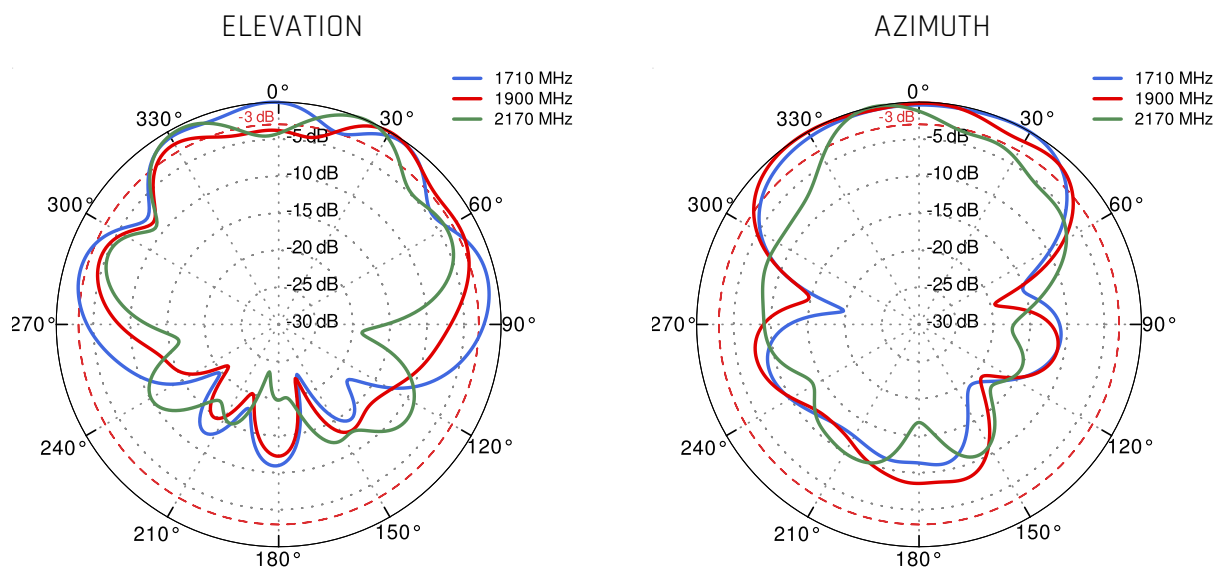 ELEVATION
1710 MHz
1900 MHz
2170 MHz
0°
330°
-3 dB
30°
-5 dB
-10 dB
300°
-15 dB
60°
-20 dB
-25 dB
270°
-30 dB
90°
240°
120°
210°
150°
180°
AZIMUTH
1710 MHz
1900 MHz
2170 MHz
0°
330°
-3 dB
30°
-5 dB
-10 dB
300°
-15 dB
60°
-20 dB
-25 dB
270°
-30 dB
90°
240°
120°
210°
150°
180°